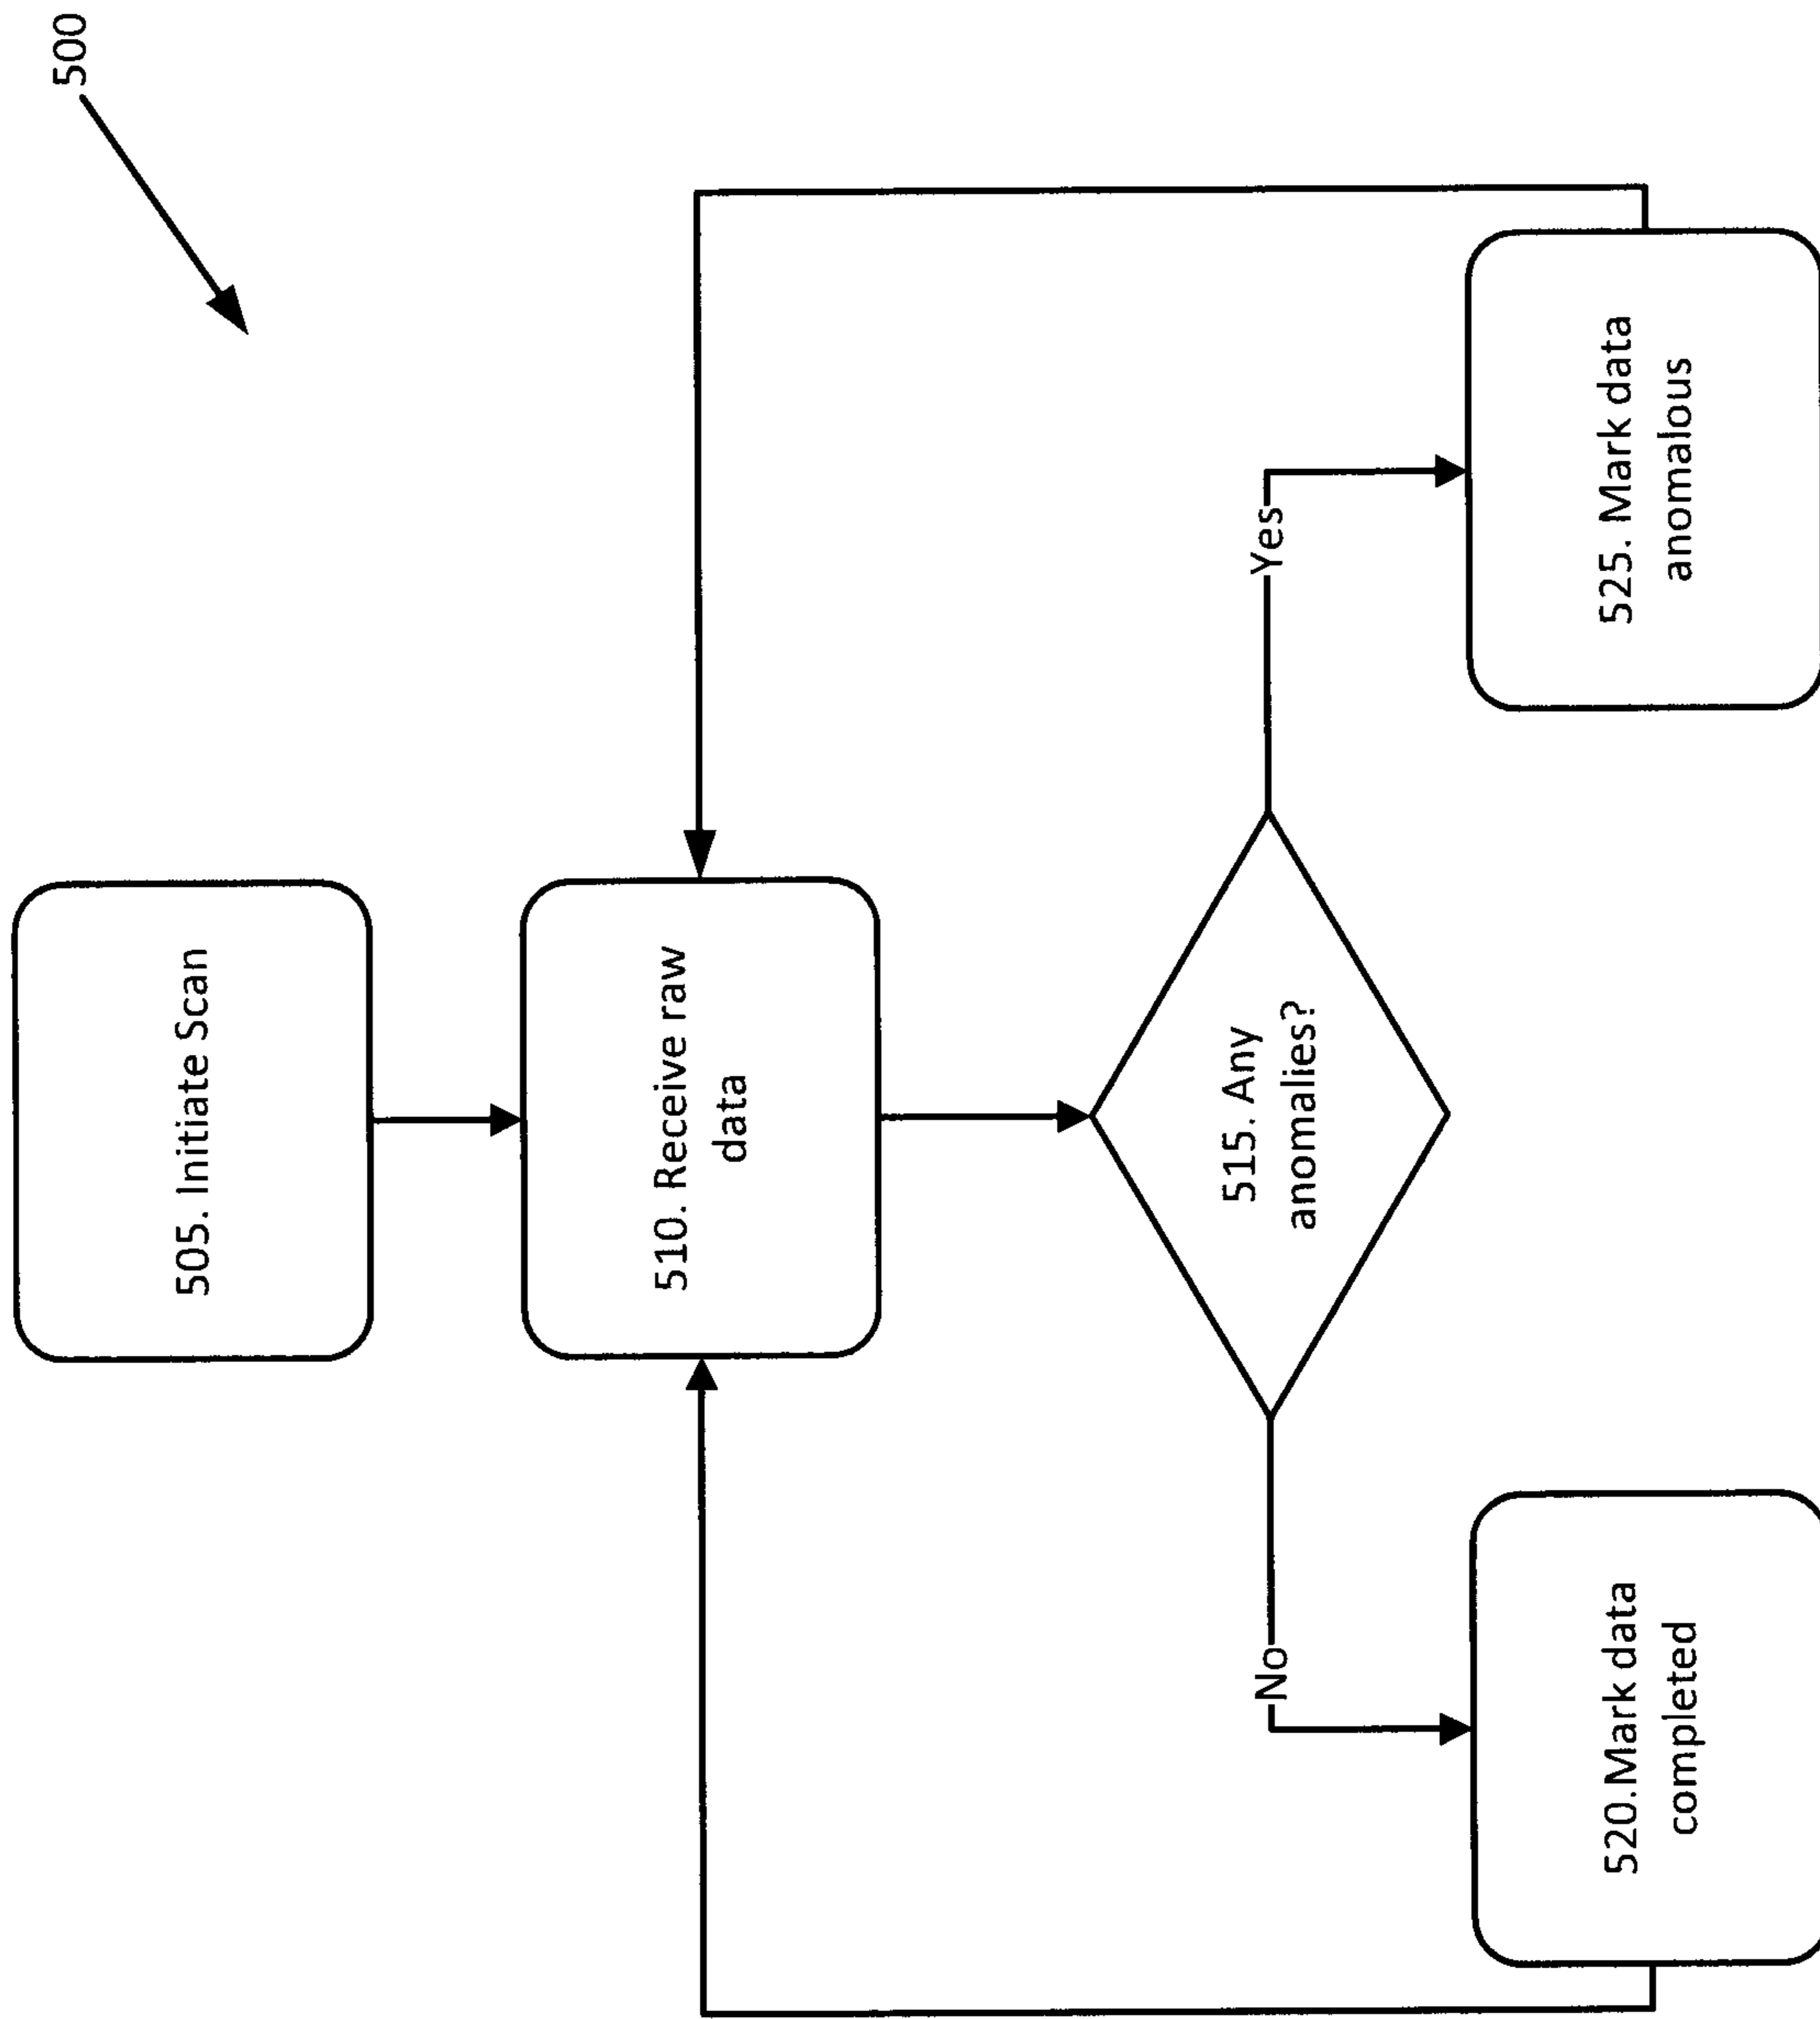 500
505. Initiate Scan
510. Receive raw
data
515. Any
anomalies?
No
Yes
520.Mark data
completed
525. Mark data
anomalous